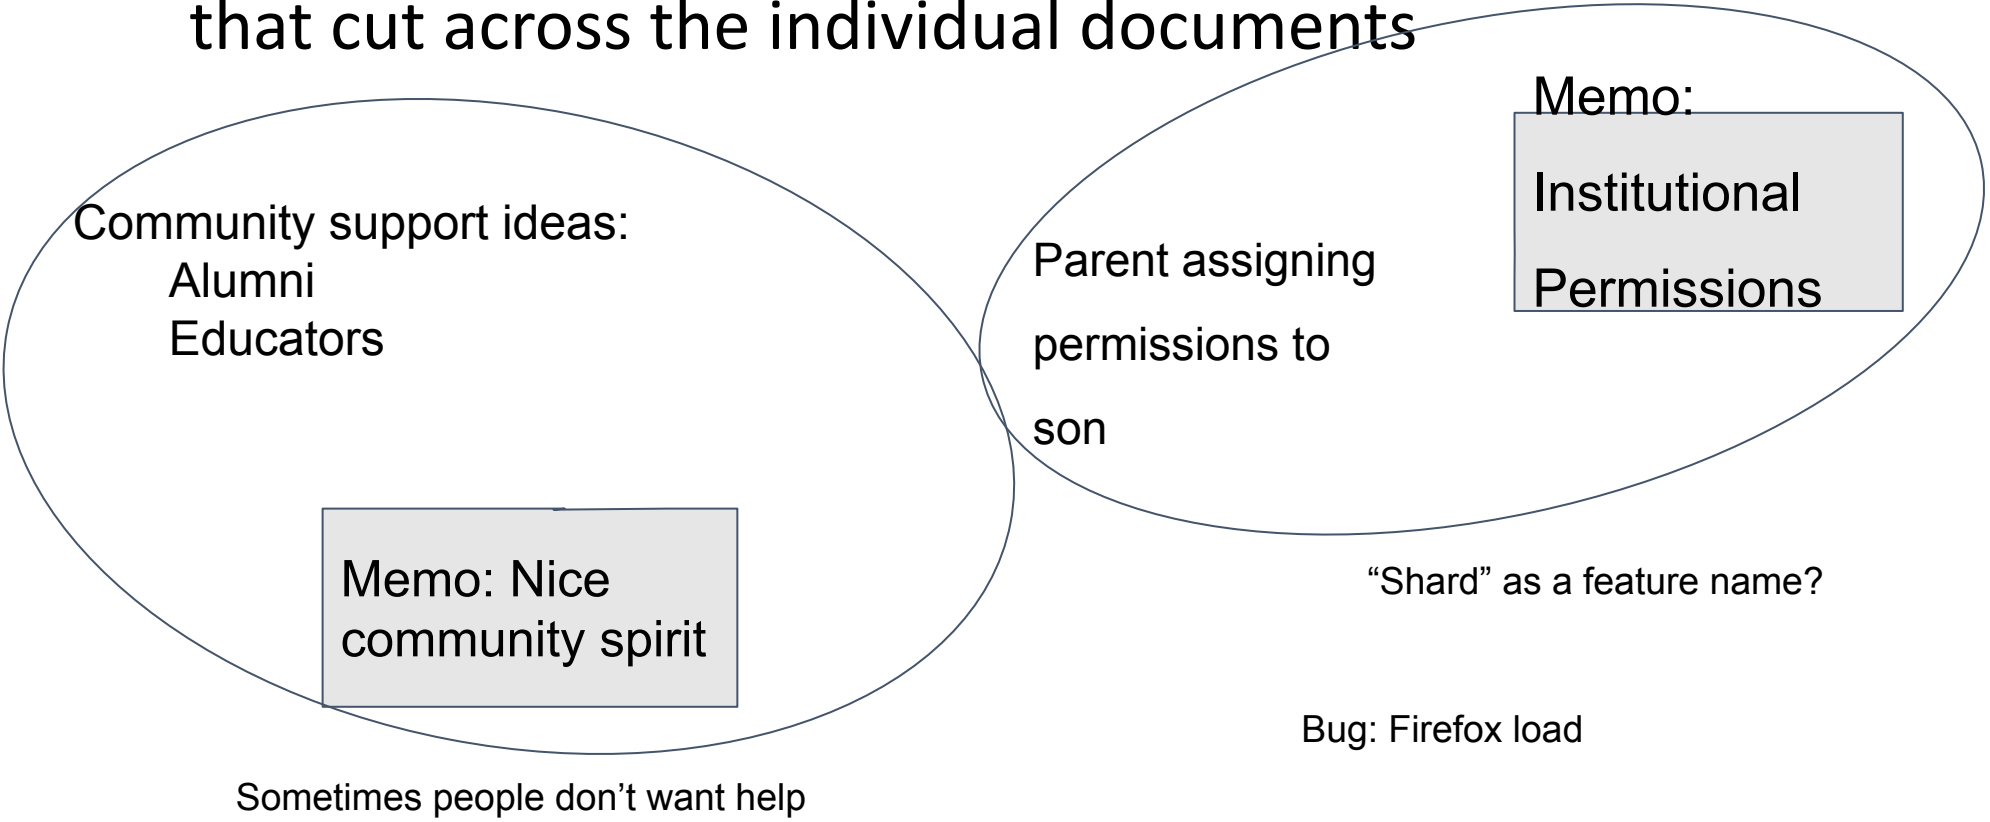 that cut across the individual documents
Memo:
Institutional
Permissions
Community support ideas:
Alumni
Educators
Parent assigning
permissions to
son
Memo: Nice
community spirit
“Shard” as a feature name?
Bug: Firefox load
Sometimes people don’t want help